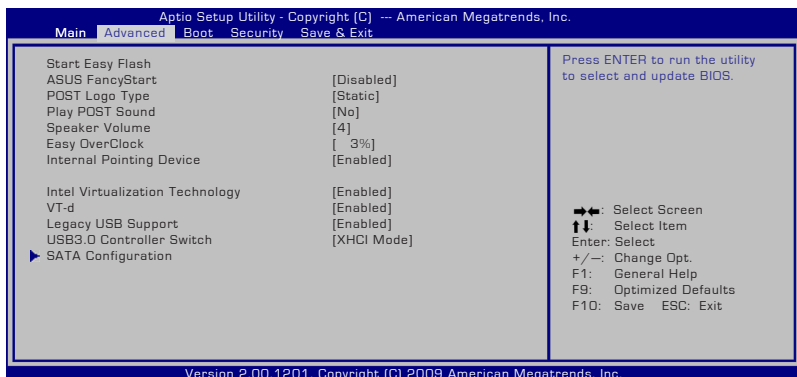 Aptio Setup Utility - Copyright (C) --- American Megatrends, Inc.
Main Advanced Boot Security Save & Exit
Start Easy Flash
ASUS FancyStart [Disabled]
POST Logo Type [Static]
Play POST Sound [No]
Speaker Volume [4]
Easy OverClock [ 3%]
Internal Pointing Device [Enabled]
Intel Virtualization Technology [Enabled]
VT-d [Enabled]
Legacy USB Support [Enabled]
USB3.0 Controller Switch [XHCI Mode]
SATA Configuration
Press ENTER to run the utility
to select and update BIOS.
→←: Select Screen
↑↓: Select Item
Enter: Select
+/—: Change Opt.
F1: General Help
F9: Optimized Defaults
F10: Save ESC: Exit
Version 2.00.1201. Copyright (C) 2009 American Megatrends, Inc.